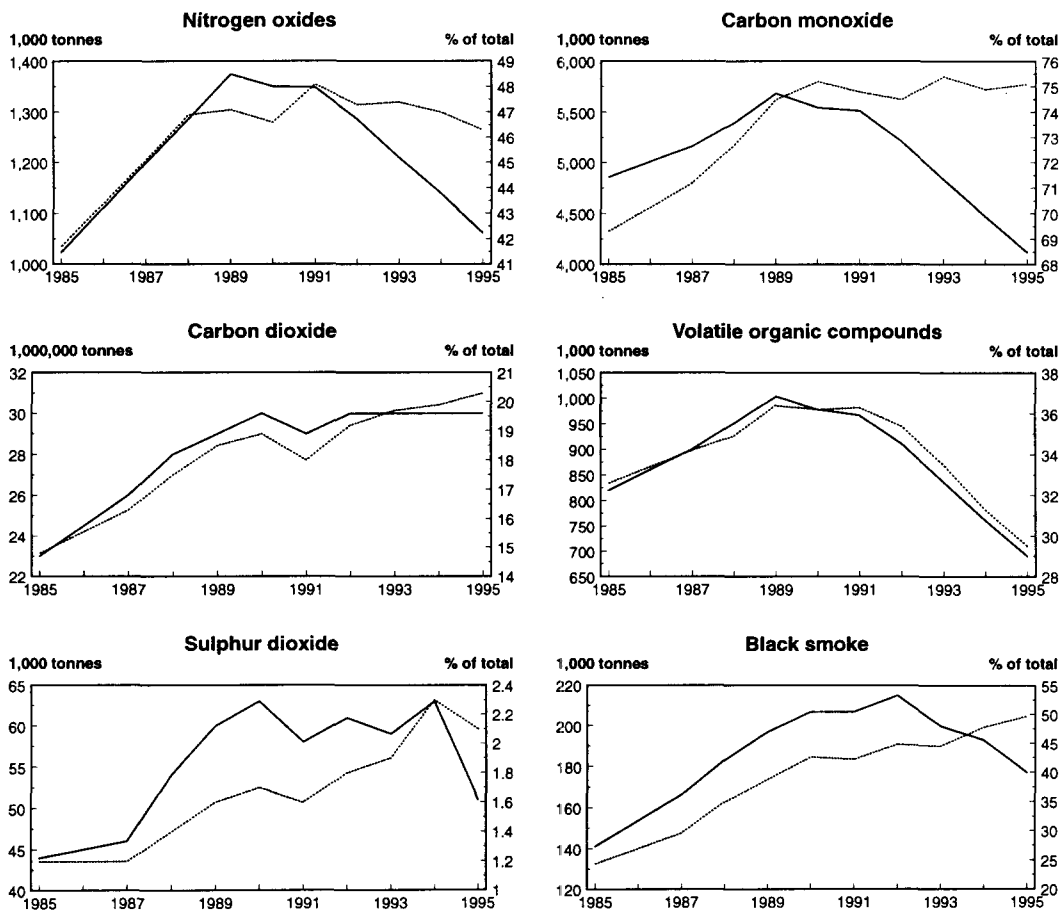 Nitrogen oxides
1,000 tonnes % of total
1,400 49
48
1,300 47
46
1,200 45
44
1,100 43
42
1,000 41
1985 1987 1989 1991 1993 1995
Carbon monoxide
1,000 tonnes % of total
6,000 76
75
5,500 74
73
5,000 72
71
4,500 70
69
4,000 68
1985 1987 1989 1991 1993 1995
Carbon dioxide
1,000,000 tonnes % of total
32 21
30 20
19
28 18
26 17
16
24 15
22 14
1985 1987 1989 1991 1993 1995
Volatile organic compounds
1,000 tonnes % of total
1,050 38
1,000 36
950
900 34
850
800 32
750
700 30
650 28
1985 1987 1989 1991 1993 1995
Sulphur dioxide
1,000 tonnes % of total
65 2.4
60 2.2
2
55 1.8
50 1.6
1.4
45 1.2
40 1
1985 1987 1989 1991 1993 1995
Black smoke
1,000 tonnes % of total
220 55
50
200 45
180 40
35
160 30
140 25
120 20
1985 1987 1989 1991 1993 1995